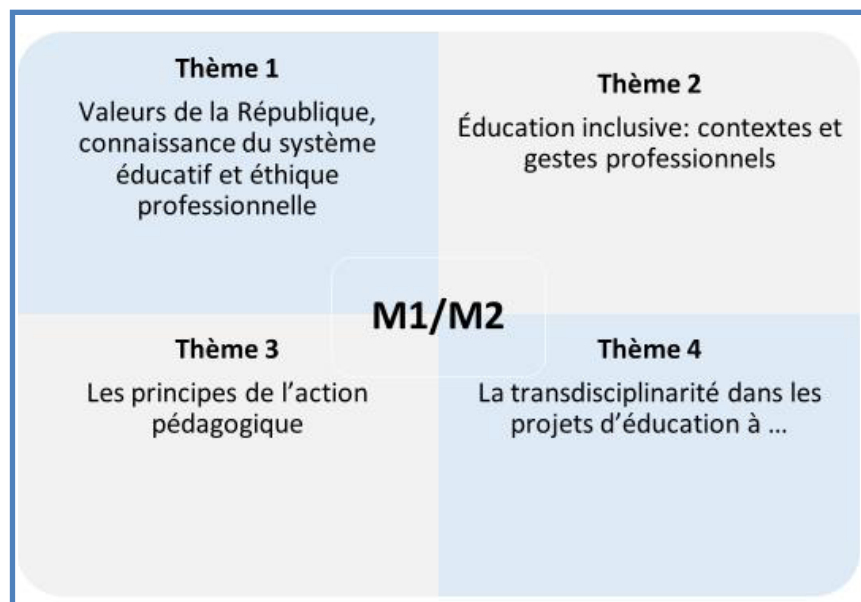 Thème 1
Valeurs de la République,
connaissance du système
éducatif et éthique
professionnelle
Thème 2
Éducation inclusive: contextes et
gestes professionnels
M1/M2
Thème 3
Les principes de l’action
pédagogique
Thème 4
La transdisciplinarité dans les
projets d’éducation à ...